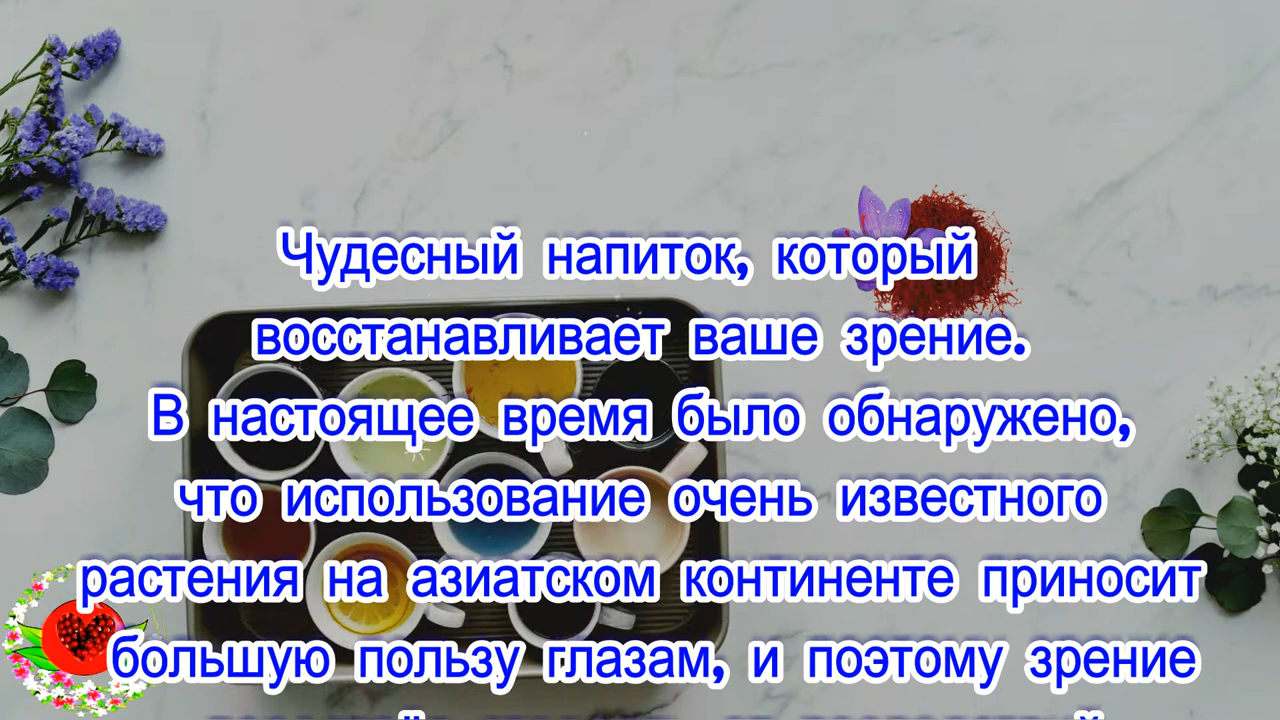 Чудесный напиток, который
восстанавливает ваше зрение.
В настоящее время было обнаружено,
что использование очень известного
растения на азиатском континенте приносит
большую пользу глазам, и поэтому зрение